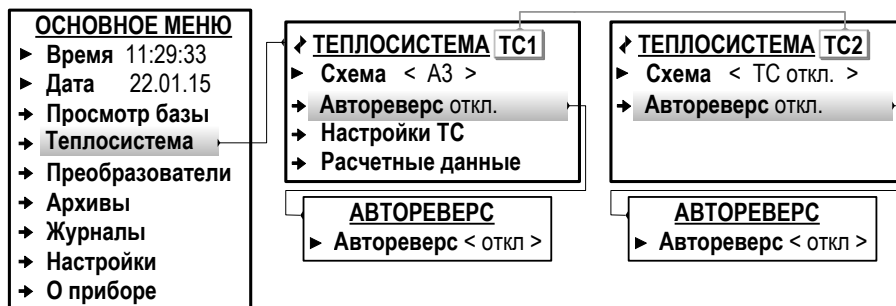 ОСНОВНОЕ МЕНЮ
Время 11:29:33
Дата 22.01.15
Просмотр базы
Теплосистема
Преобразователи
Архивы
Журналы
Настройки
О приборе
ТЕПЛОСИСТЕМА ТС1
Схема < А3 >
Автореверс откл.
Настройки ТС
Расчетные данные
АВТОРЕВЕРС
Автореверс < откл >
ТЕПЛОСИСТЕМА ТС2
Схема < ТС откл. >
Автореверс откл.
АВТОРЕВЕРС
Автореверс < откл >